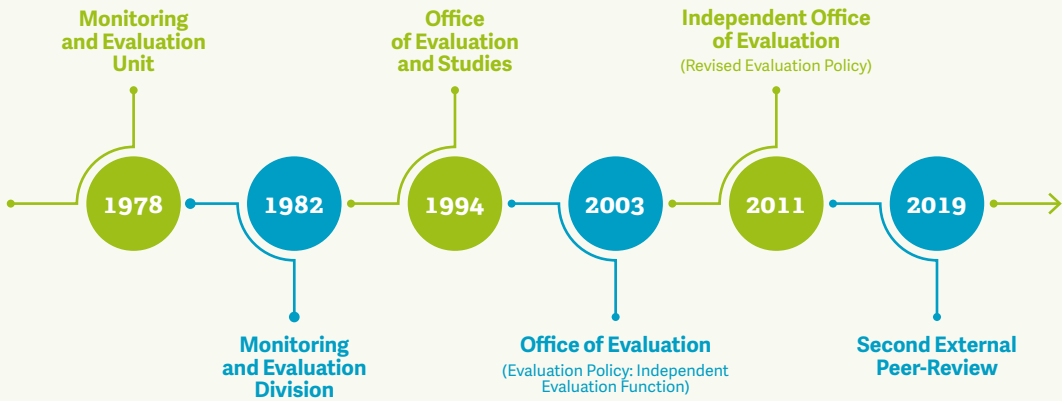 Monitoring
and Evaluation
Unit
Office
of Evaluation
and Studies
Independent Office
of Evaluation
(Revised Evaluation Policy)
1978
1982
1994
2003
2011
2019
Monitoring
and Evaluation
Division
Office of Evaluation
(Evaluation Policy: Independent
Evaluation Function)
Second External
Peer-Review